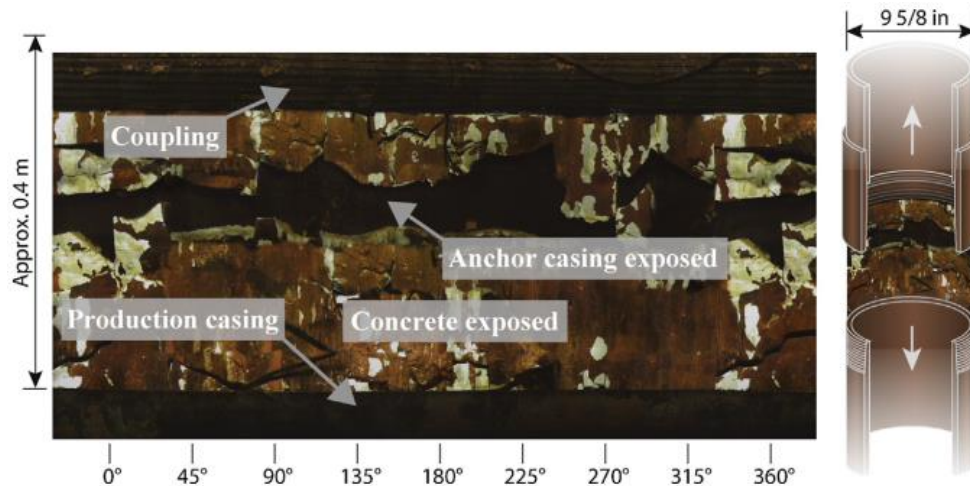 9 5/8 in
Approx. 0.4 m
Coupling
Anchor casing exposed
Production casing
Concrete exposed
0°
45°
90°
135°
180°
225°
270°
315°
360°